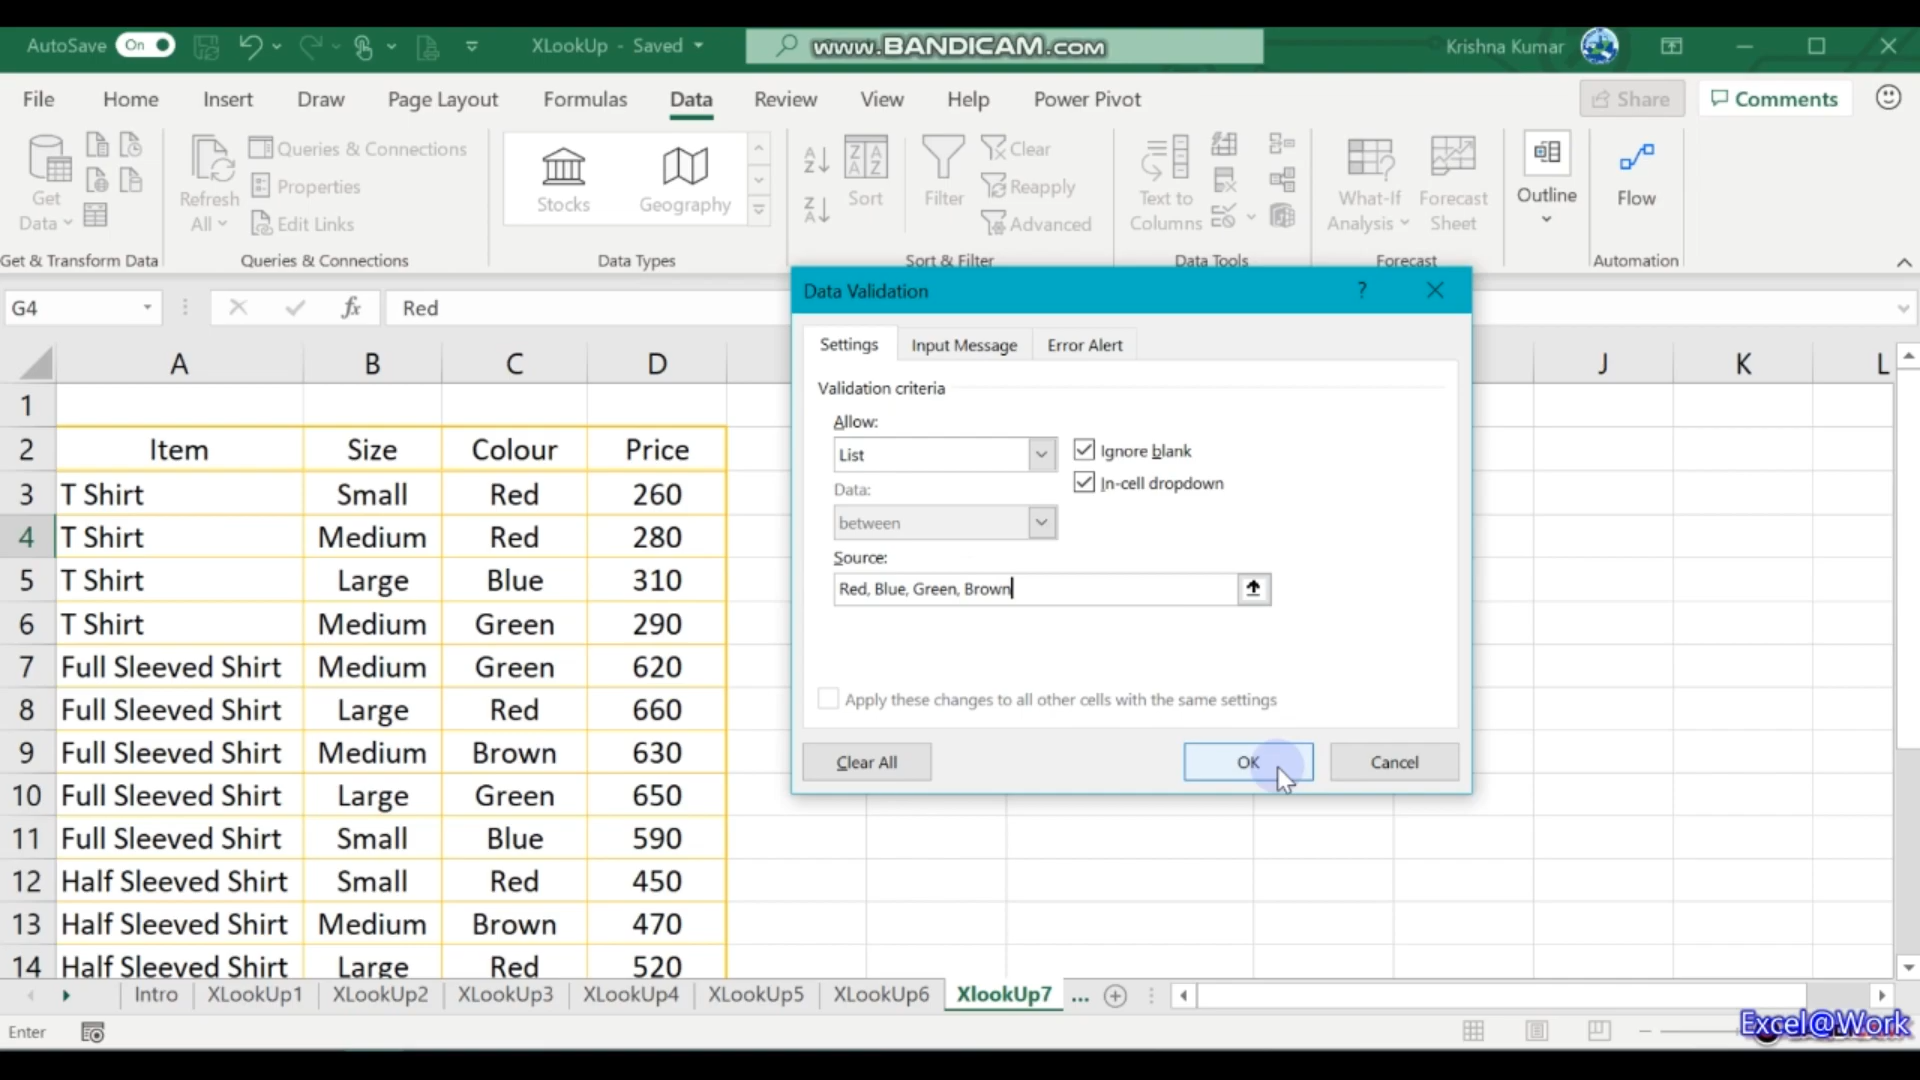 AutoSave On XLookUp - Saved www.BANDICAM.com Krishna Kumar
File Home Insert Draw Page Layout Formulas Data Review View Help Power Pivot Share Comments
Get Data
Refresh All
Queries & Connections
Properties
Edit Links
Stocks
Geography
Sort
Filter
Clear
Reapply
Advanced
Text to Columns
What-If Analysis
Forecast Sheet
Outline
Flow
Get & Transform Data Queries & Connections Data Types Sort & Filter Data Tools Forecast Automation
G4 fx Red
Data Validation ?
Settings Input Message Error Alert
Validation criteria
Allow:
List
Ignore blank
In-cell dropdown
Data:
between
Source:
Red, Blue, Green, Brown
Apply these changes to all other cells with the same settings
Clear All OK Cancel
A B C D J K L
1
2 Item Size Colour Price
3 T Shirt Small Red 260
4 T Shirt Medium Red 280
5 T Shirt Large Blue 310
6 T Shirt Medium Green 290
7 Full Sleeved Shirt Medium Green 620
8 Full Sleeved Shirt Large Red 660
9 Full Sleeved Shirt Medium Brown 630
10 Full Sleeved Shirt Large Green 650
11 Full Sleeved Shirt Small Blue 590
12 Half Sleeved Shirt Small Red 450
13 Half Sleeved Shirt Medium Brown 470
14 Half Sleeved Shirt Large Red 520
Intro XLookUp1 XLookUp2 XLookUp3 XLookUp4 XLookUp5 XLookUp6 XlookUp7 ...
Enter
Excel@Work